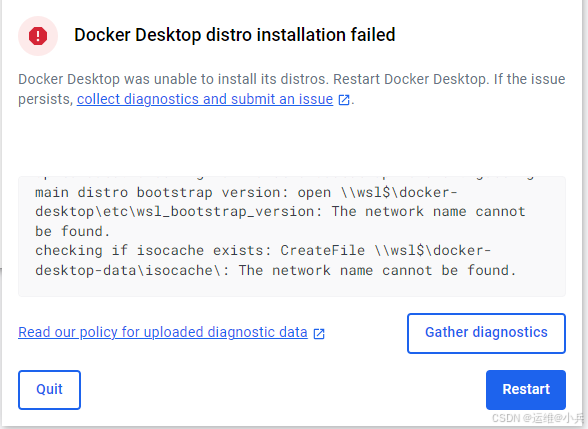 Docker Desktop distro installation failed
Docker Desktop was unable to install its distros. Restart Docker Desktop. If the issue
persists, collect diagnostics and submit an issue.
main distro bootstrap version: open \\wsl$\docker-
desktop\etc\wsl_bootstrap_version: The network name cannot
be found.
checking if isocache exists: CreateFile \\wsl$\docker-
desktop-data\isocache\: The network name cannot be found.
Read our policy for uploaded diagnostic data
Gather diagnostics
Quit
Restart
CSDN @运维@小兵